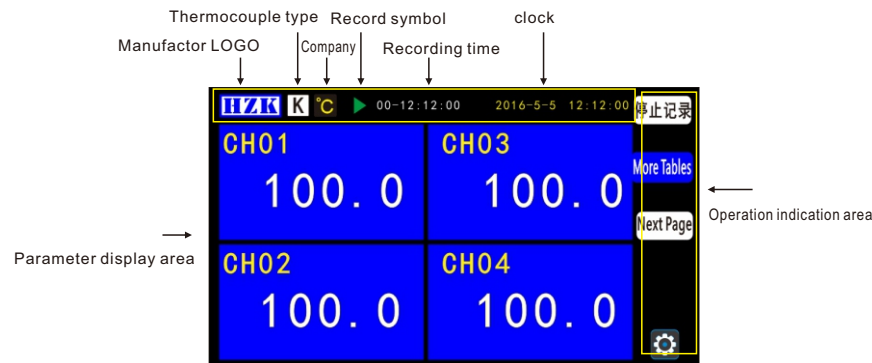 Thermocouple type Record symbol clock
Manufactor LOGO Company Recording time
HZK K °C 00-12:12:00 2016-5-5 12:12:00 停止记录
CH01 CH03
100.0 100.0
More Tables
Operation indication area
Next Page
Parameter display area
CH02 CH04
100.0 100.0